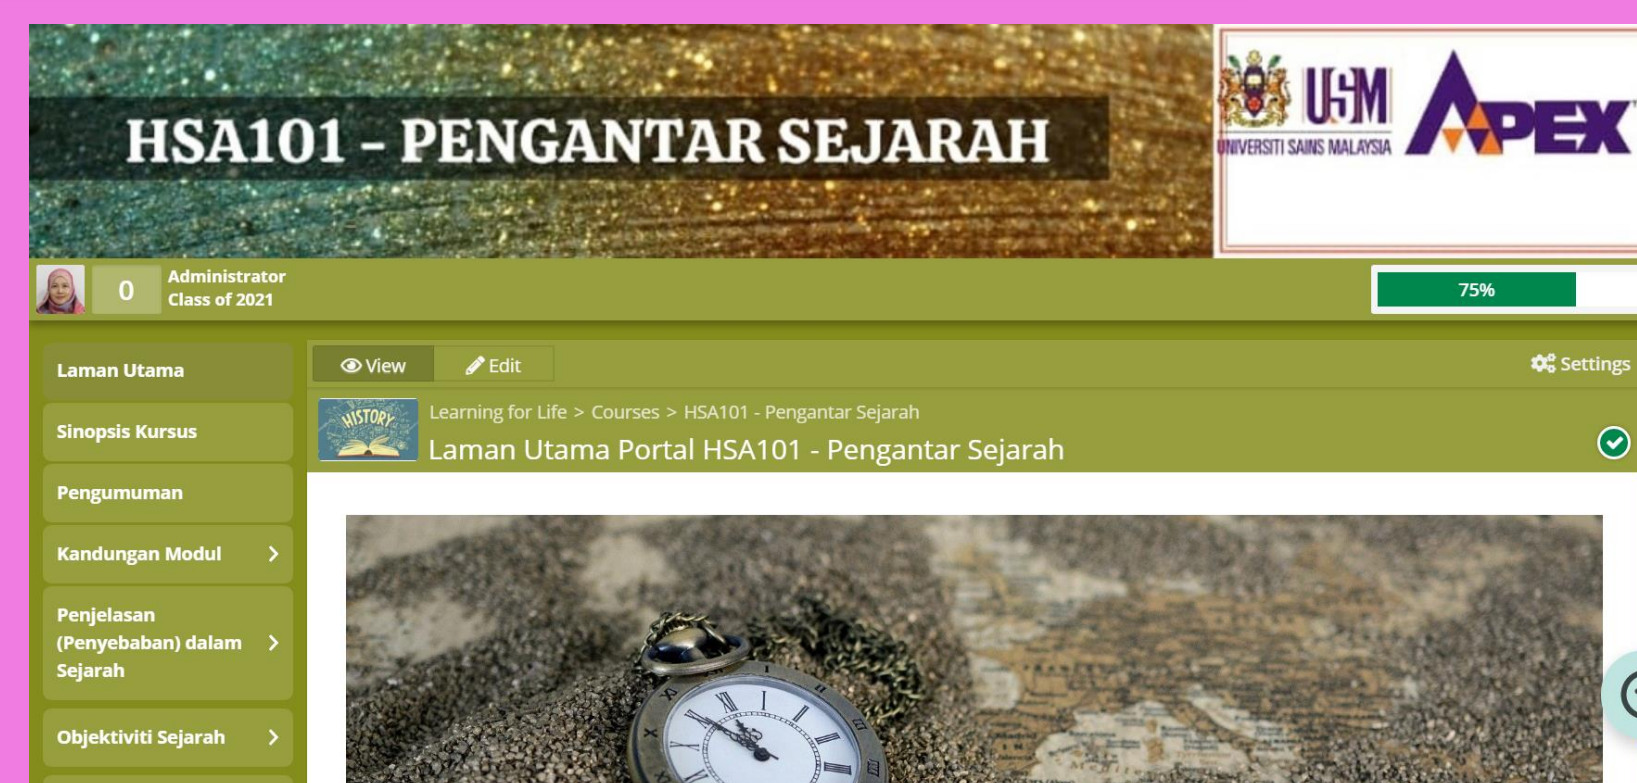 HSA101 – PENGANTAR SEJARAH
USM
UNIVERSITI SAINS MALAYSIA
APEX™
0
Administrator
Class of 2021
75%
Laman Utama
Sinopsis Kursus
Pengumuman
Kandungan Modul
Penjelasan
(Penyebaban) dalam
Sejarah
Objektiviti Sejarah
View
Edit
Settings
HISTORY
Learning for Life > Courses > HSA101 - Pengantar Sejarah
Laman Utama Portal HSA101 - Pengantar Sejarah